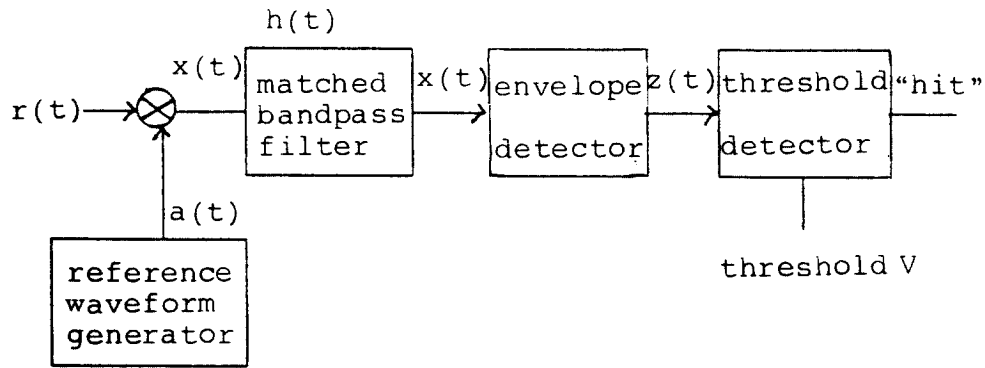 h(t)
x(t)
matched
bandpass
filter
x(t)
envelope
detector
z(t)
threshold
detector
“hit”
r(t)
a(t)
reference
waveform
generator
threshold V